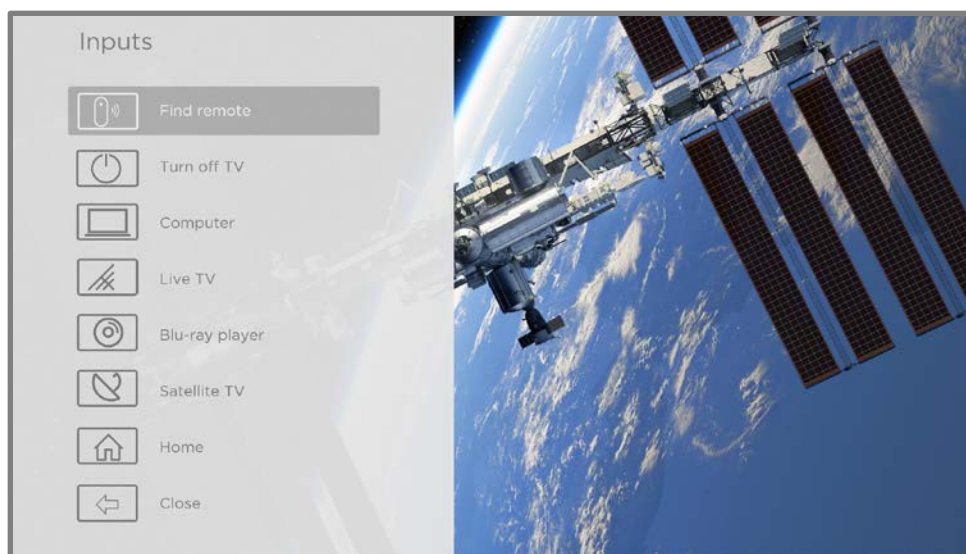 Inputs
Find remote
Turn off TV
Computer
Live TV
Blu-ray player
Satellite TV
Home
Close